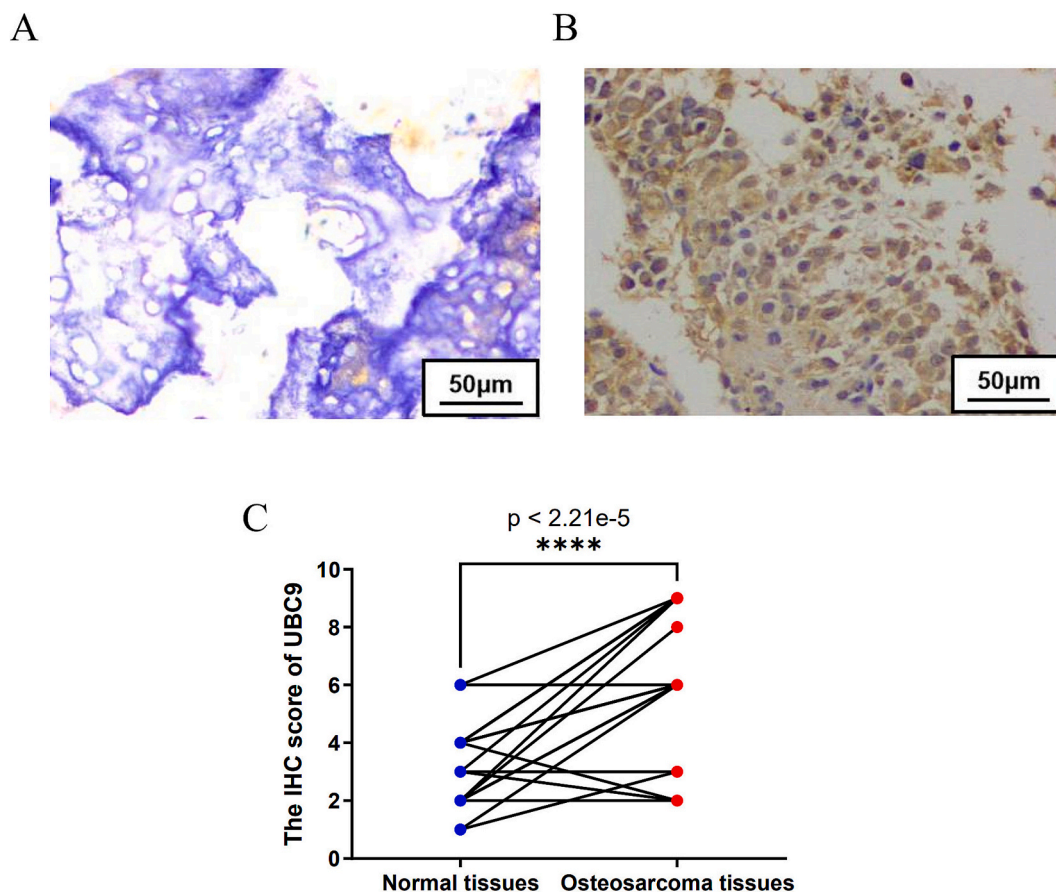 A
B
50μm
50μm
C
p < 2.21e-5
****
The IHC score of UBC9
10
8
6
4
2
0
Normal tissues
Osteosarcoma tissues